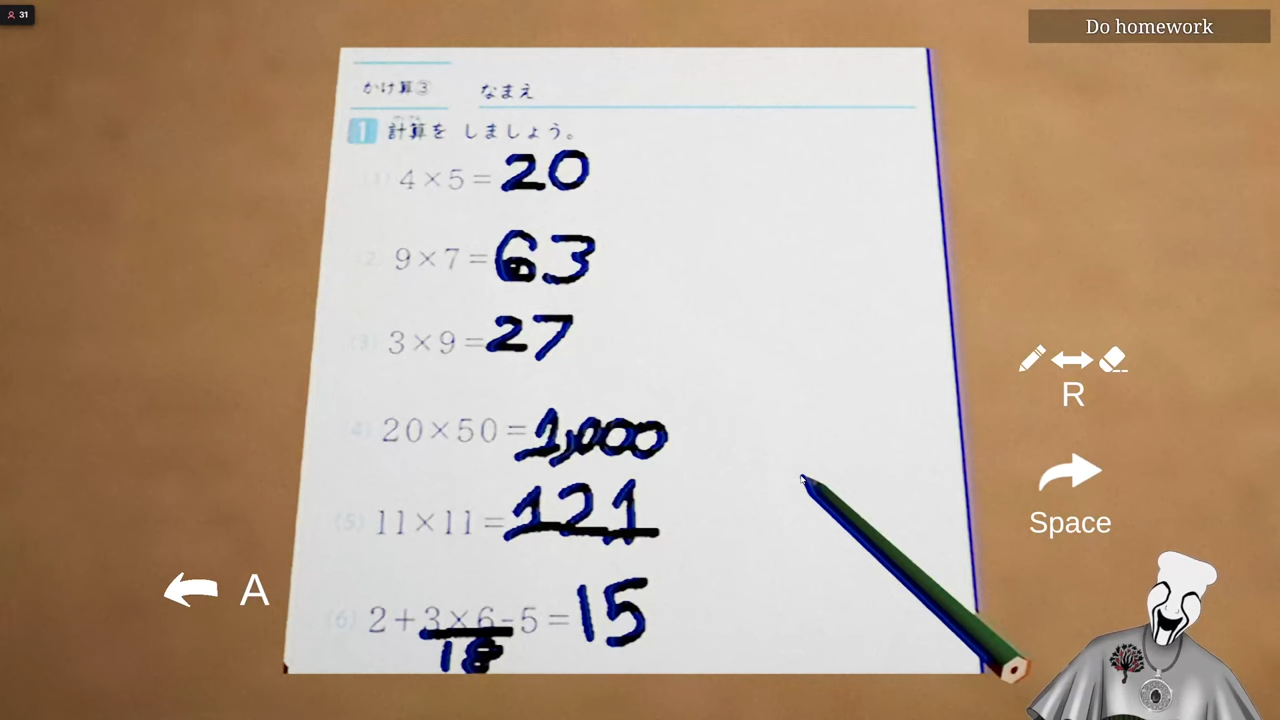 31
Do homework
かけ算③ なまえ
1 計算を しましょう。
(1) 4×5=20
(2) 9×7=63
(3) 3×9=27
(4) 20×50=1,000
(5) 11×11=121
(6) 2+3×6-5=15
18
R
Space
A